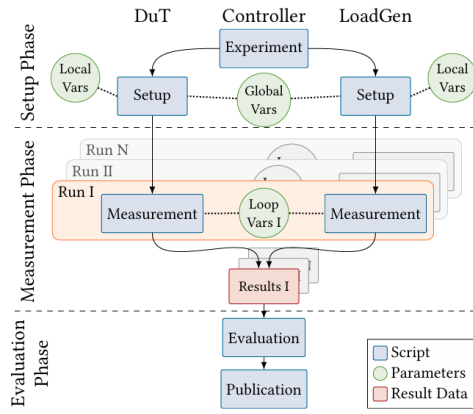 DuT Controller LoadGen
Setup Phase
Experiment
Local
Vars
Setup
Global
Vars
Setup
Local
Vars
Measurement Phase
Run N
Run II
Run I
Measurement
Loop
Vars I
Measurement
Results I
Evaluation
Phase
Evaluation
Publication
Script
Parameters
Result Data